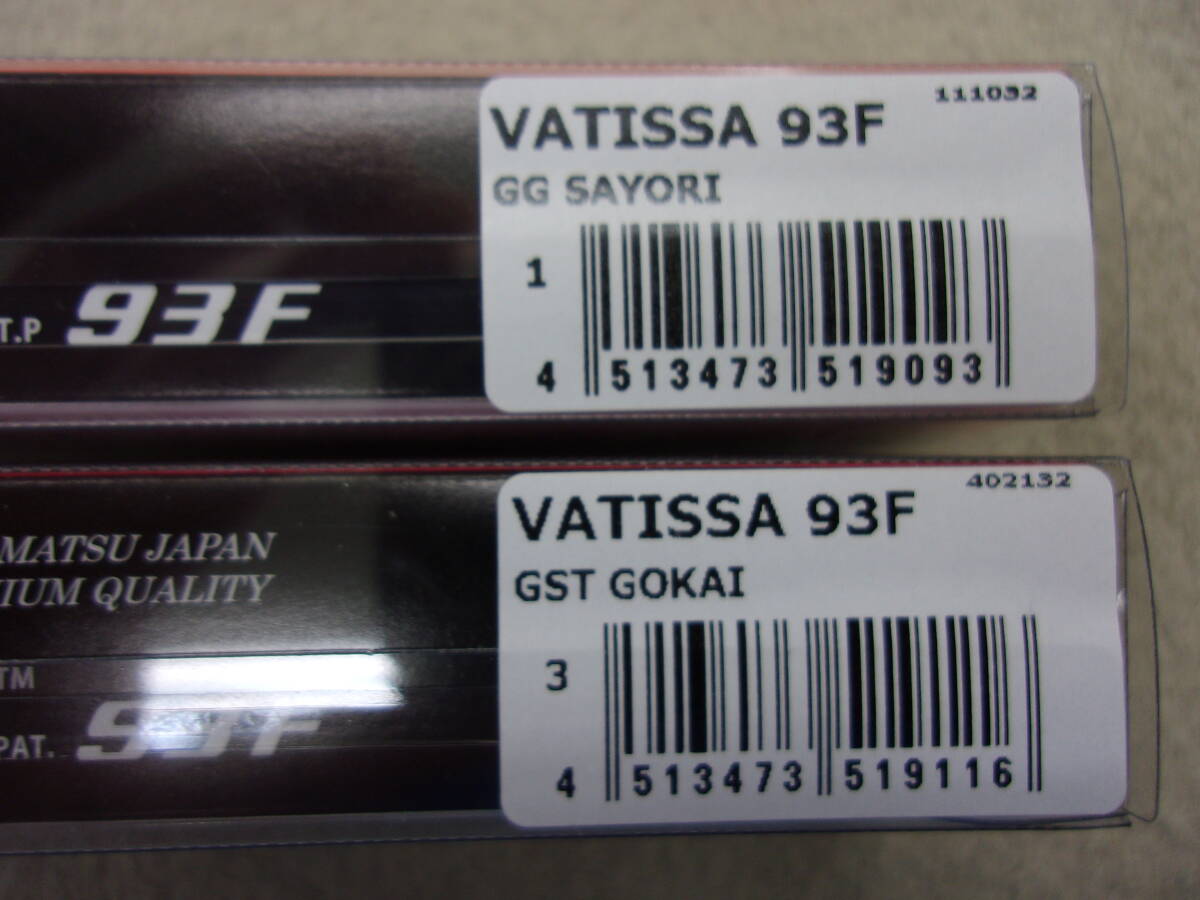 111032
VATISSA 93F
GG SAYORI
1
T.P 93F
4 513473 519093
402132
VATISSA 93F
MATSU JAPAN
GST GOKAI
IUM QUALITY
3
TM
PAT. 93F
4 513473 519116